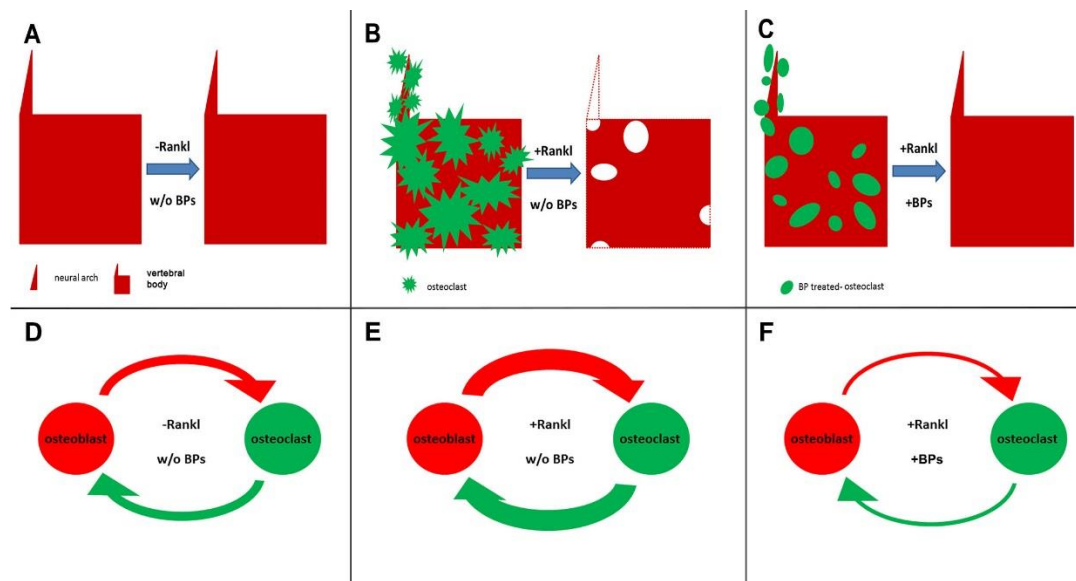 A
-Rankl
w/o BPs
neural arch
vertebral
body
B
+Rankl
w/o BPs
osteoclast
C
+Rankl
+BPs
BP treated- osteoclast
D
osteoblast
-Rankl
w/o BPs
osteoclast
E
osteoblast
+Rankl
w/o BPs
osteoclast
F
osteoblast
+Rankl
+BPs
osteoclast